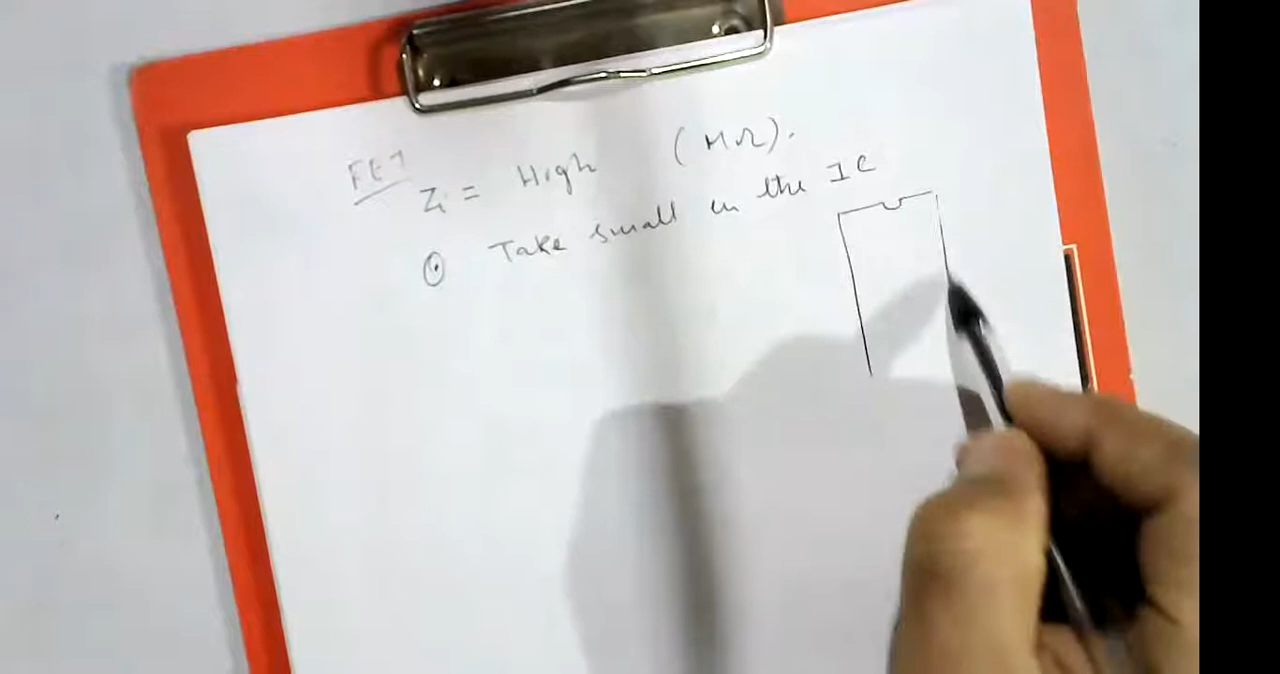 FET
Zi = High (MΩ).
⊙ Take small in the IC